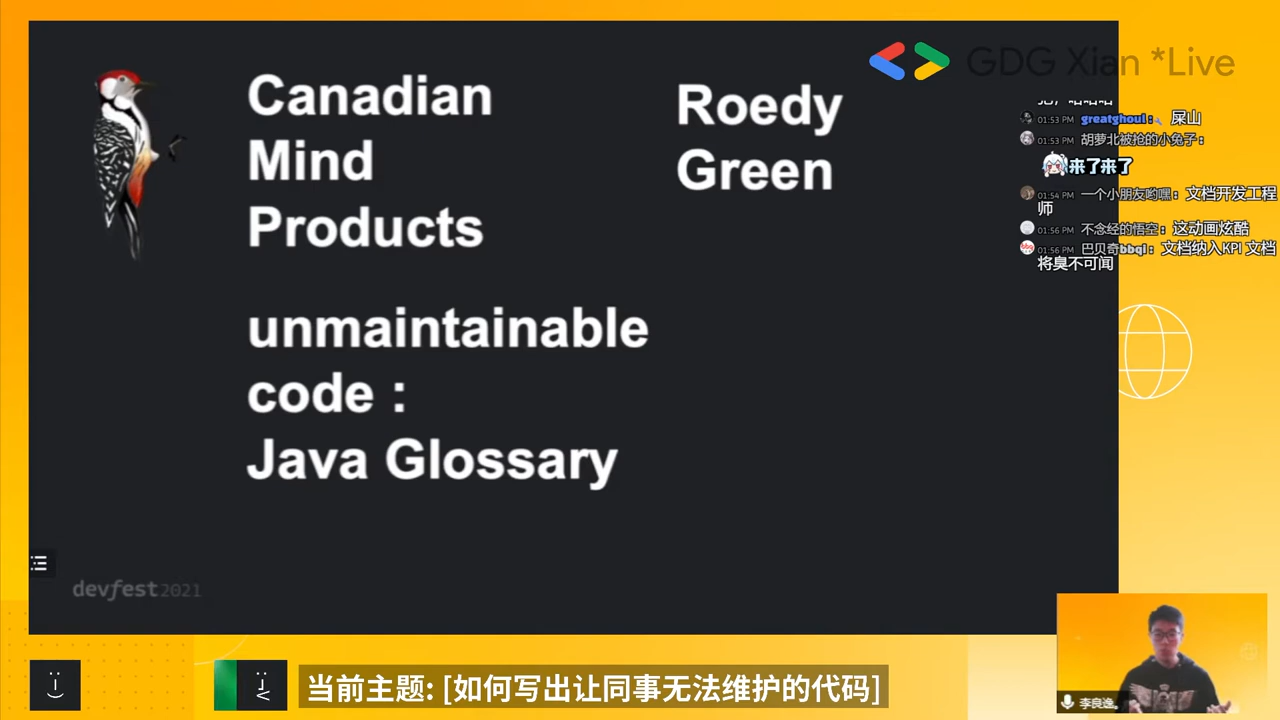 Canadian
Mind
Products
Roedy
Green
unmaintainable
code：
Java Glossary
devfest2021
GDG Xian *Live
01:53 PM greatghoul： 屎山
01:53 PM 胡萝北被抢的小兔子：
来了来了
01:54 PM 一个小朋友哟嘿：文档开发工程
师
01:56 PM 不念经的悟空：这动画炫酷
01:56 PM 巴贝奇bbqi：文档纳入KPI 文档
将臭不可闻
李良逸
当前主题: [如何写出让同事无法维护的代码]